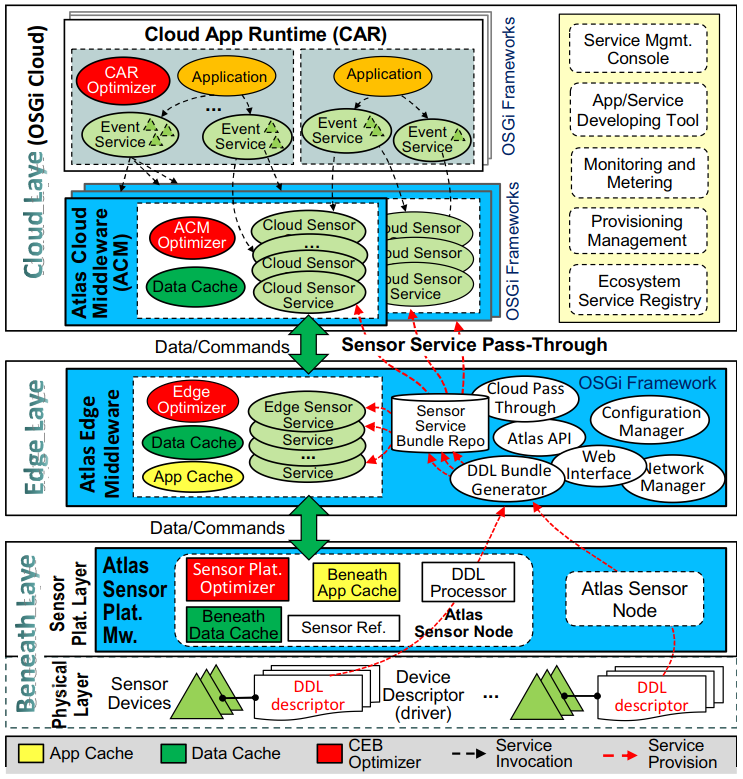 Cloud Laye (OSGi Cloud)
Cloud App Runtime (CAR)
CAR
Optimizer
Application
...
Event
Service
Event
Service
Application
Event
Service
Event
Service
OSGi Frameworks
Service Mgmt.
Console
App/Service
Developing Tool
Monitoring and
Metering
Provisioning
Management
Ecosystem
Service Registry
Atlas Cloud
Middleware
(ACM)
ACM
Optimizer
Data Cache
Cloud Sensor
...
Cloud Sensor
Cloud Sensor
Service
oud Sensor
oud Sensor
oud Sensor
Service
OSGi Frameworks
Data/Commands
Sensor Service Pass-Through
Edge Laye
Atlas Edge
Middleware
Edge
Optimizer
Data Cache
App Cache
Edge Sensor
Service
Service
...
Service
Sensor
Service
Bundle Repo
OSGi Framework
Cloud Pass
Through
Configuration
Manager
Atlas API
Web
Interface
DDL Bundle
Generator
Network
Manager
Data/Commands
Beneath Laye
Sensor
Plat. Layer
Atlas
Sensor
Plat.
Mw.
Sensor Plat.
Optimizer
Beneath
App Cache
DDL
Processor
Beneath
Data Cache
Sensor Ref.
Atlas
Sensor Node
Atlas Sensor
Node
Physical
Layer
Sensor
Devices
DDL
descriptor
Device
Descriptor
(driver)
...
DDL
descriptor
App Cache
Data Cache
CEB
Optimizer
Service
Invocation
Service
Provision